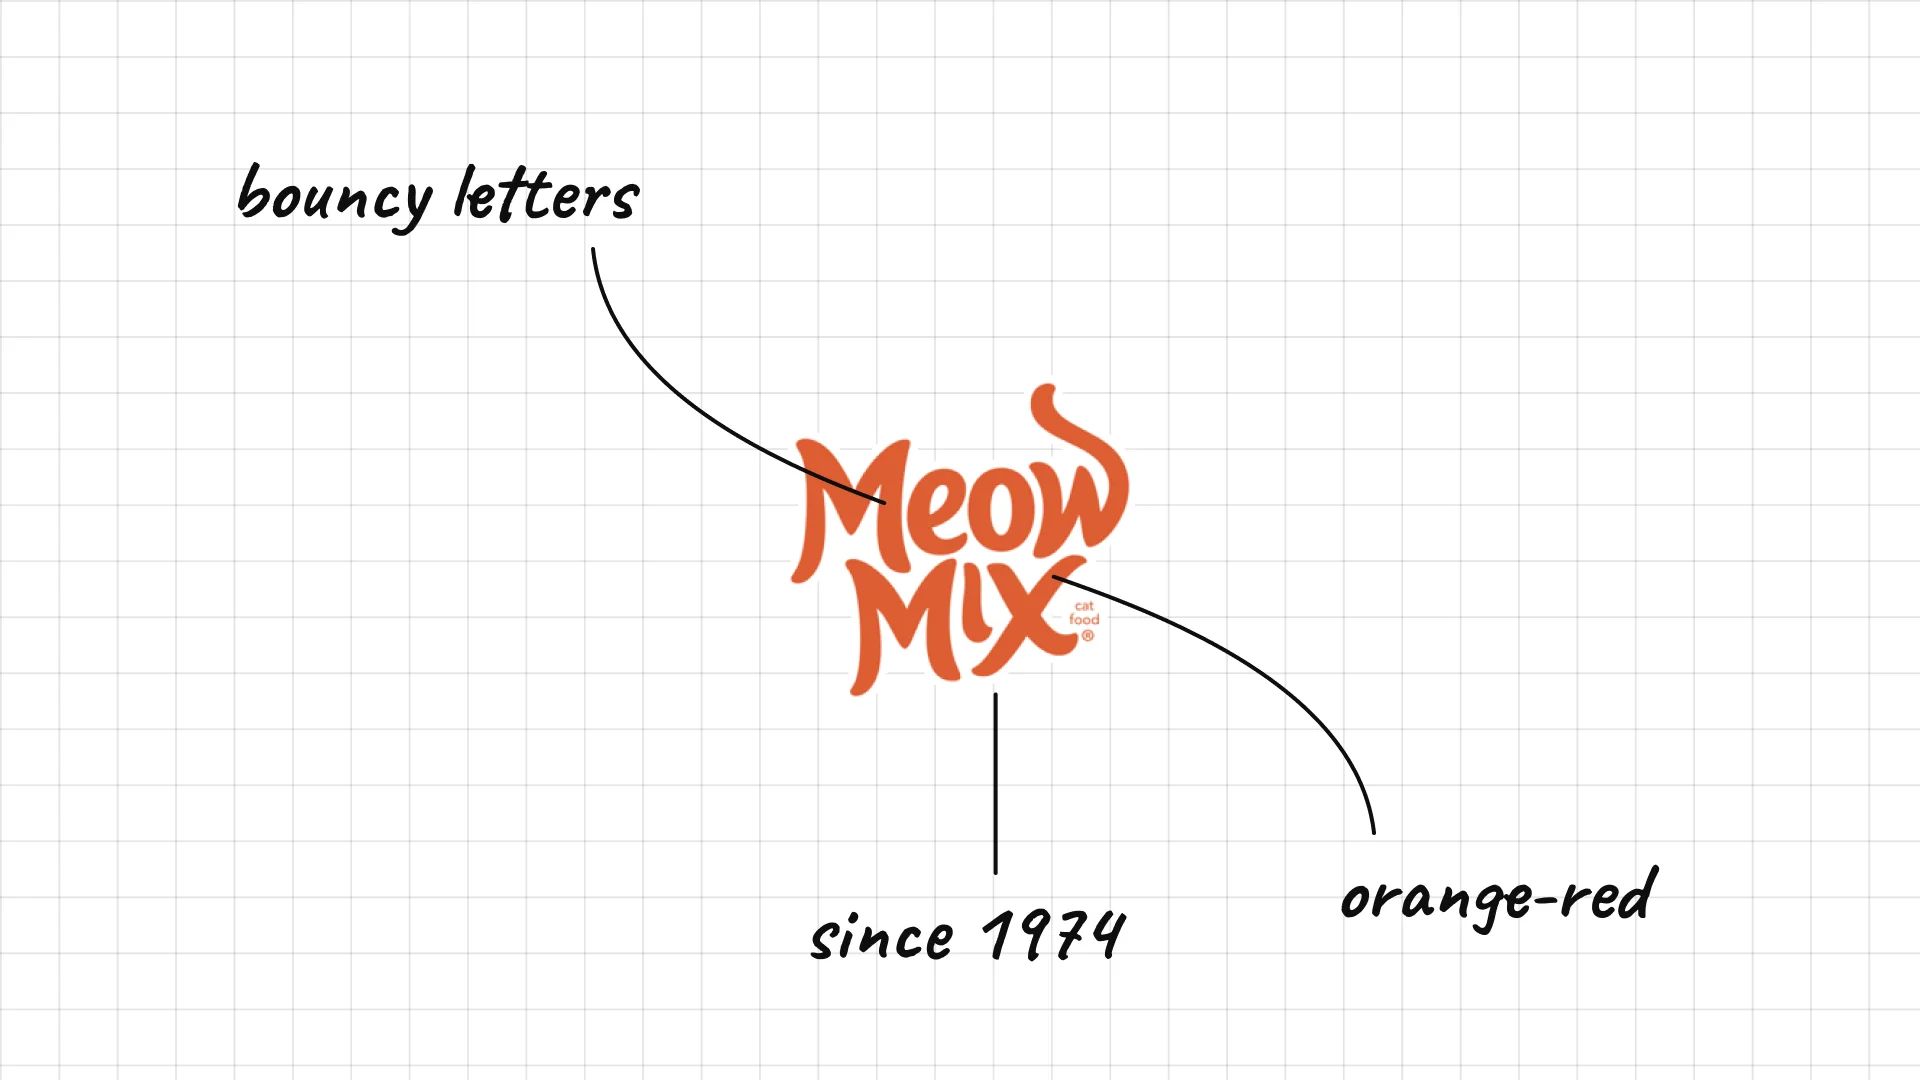 bouncy letters
Meow
Mix
cat
food
®
since 1974
orange-red